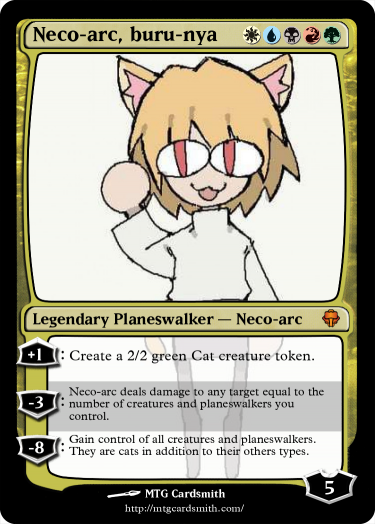 Neco-arc, buru-nya
Legendary Planeswalker — Neco-arc
+1 : Create a 2/2 green Cat creature token.
-3 : Neco-arc deals damage to any target equal to the
number of creatures and planeswalkers you
control.
-8 : Gain control of all creatures and planeswalkers.
They are cats in addition to their others types.
5
MTG Cardsmith
http://mtgcardsmith.com/